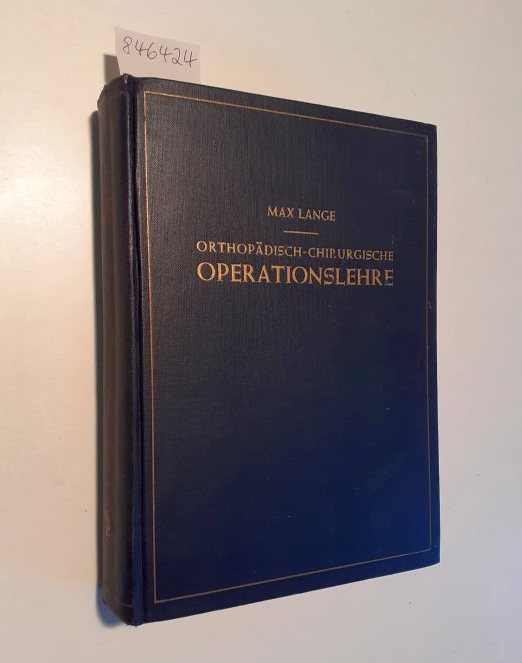 846424
MAX LANGE
ORTHOPÄDISCH-CHIRURGISCHE
OPERATIONSLEHRE